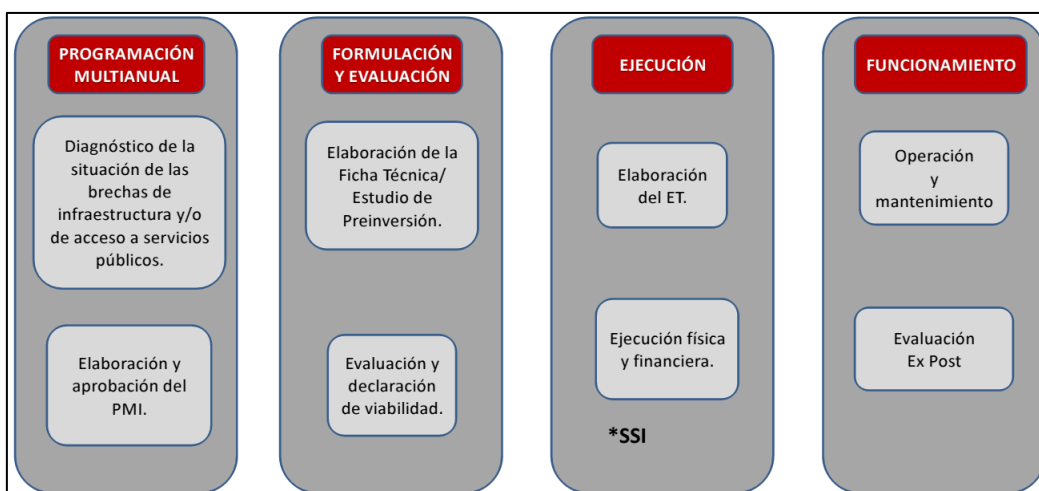 PROGRAMACIÓN
MULTIANUAL
Diagnóstico de la
situación de las
brechas de
infraestructura y/o
de acceso a servicios
públicos.
Elaboración y
aprobación del
PMI.
FORMULACIÓN
Y EVALUACIÓN
Elaboración de la
Ficha Técnica/
Estudio de
Preinversión.
Evaluación y
declaración
de viabilidad.
EJECUCIÓN
Elaboración
del ET.
Ejecución física
y financiera.
*SSI
FUNCIONAMIENTO
Operación
y
mantenimiento
Evaluación
Ex Post